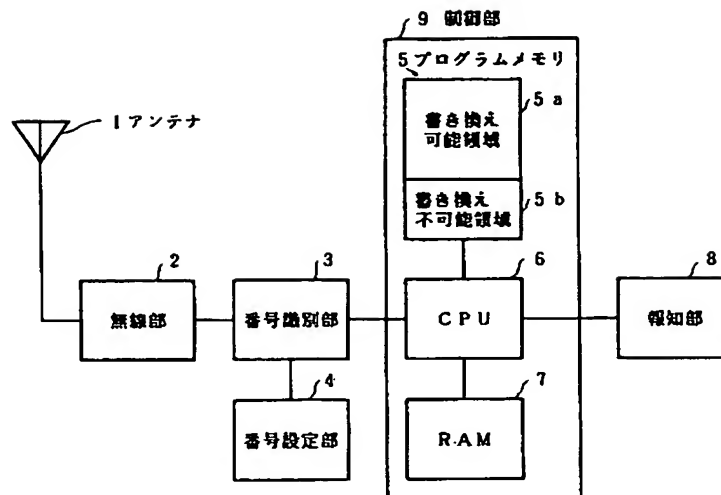 9 制御部
5 プログラムメモリ
5a
書き換え
可能領域
5b
書き換え
不可能領域
1 アンテナ
2
無線部
3
番号識別部
6
CPU
8
報知部
4
番号設定部
7
RAM